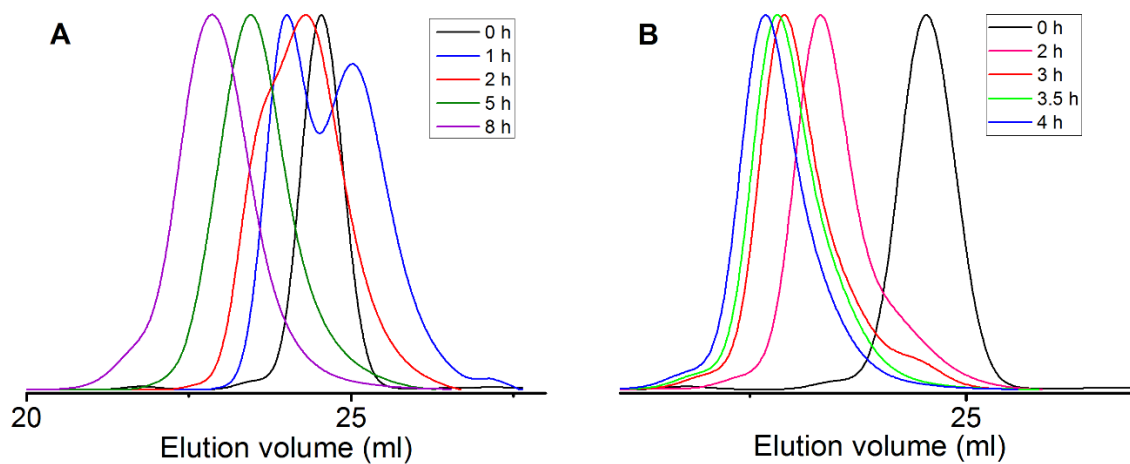 A
0 h
1 h
2 h
5 h
8 h
20
25
Elution volume (ml)
B
0 h
2 h
3 h
3.5 h
4 h
25
Elution volume (ml)